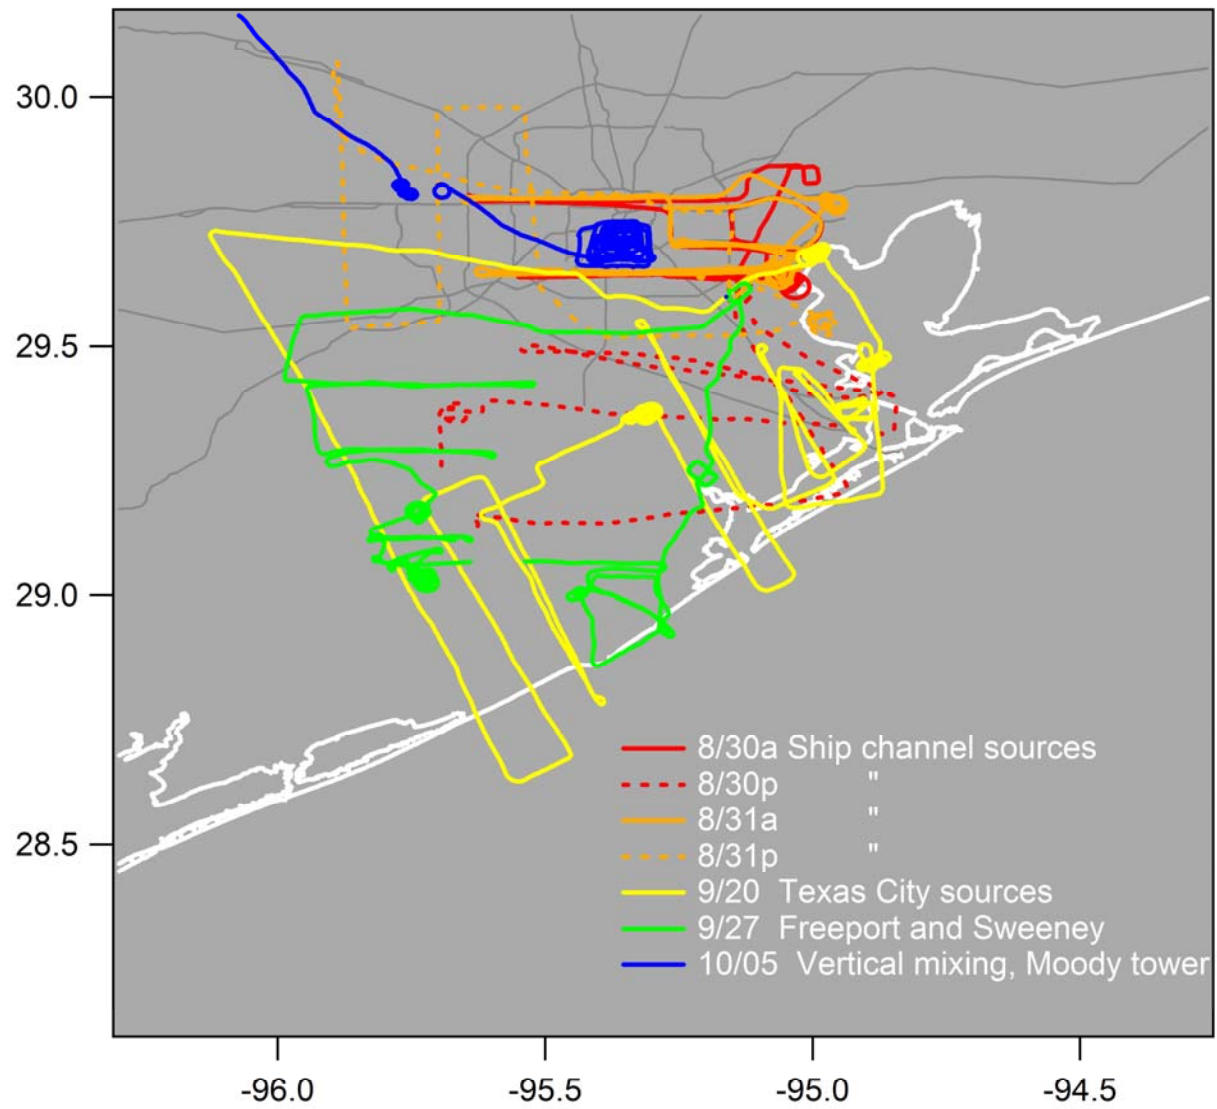 30.0
29.5
29.0
28.5
8/30a Ship channel sources
8/30p "
8/31a "
8/31p "
9/20 Texas City sources
9/27 Freeport and Sweeney
10/05 Vertical mixing, Moody tower
-96.0 -95.5 -95.0 -94.5